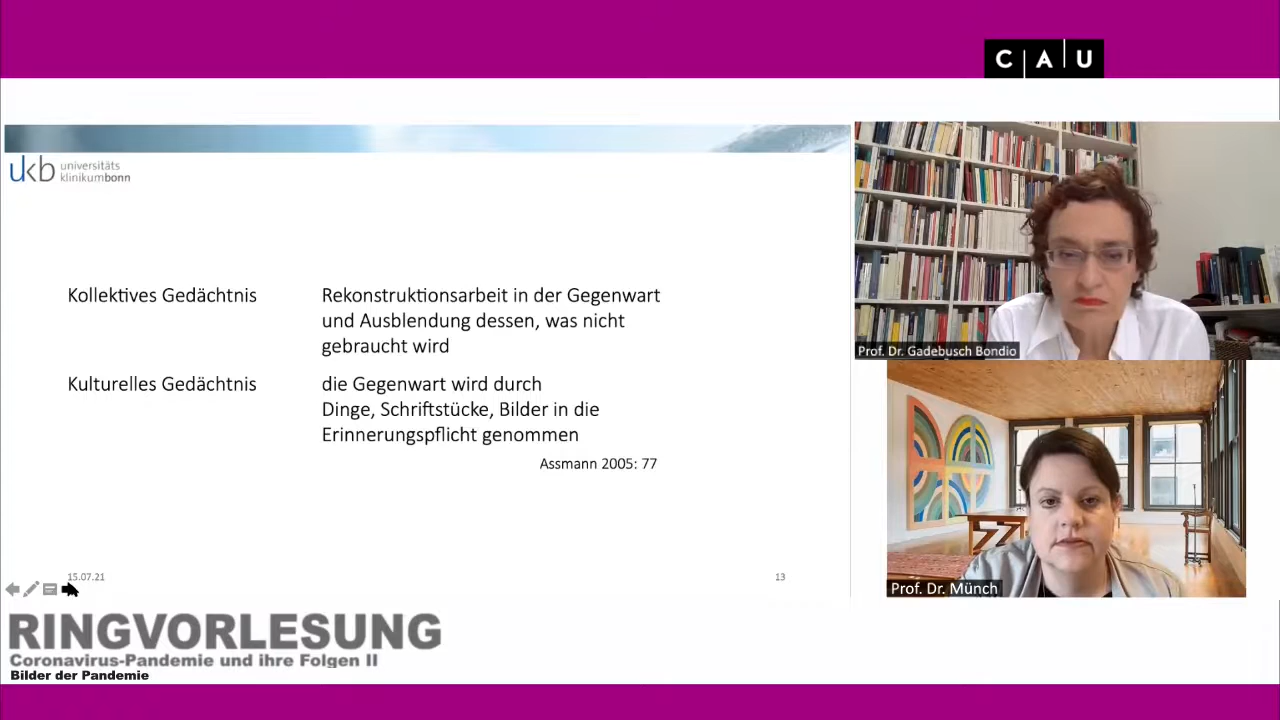 CAU
ukb universitäts
klinikumbonn
Kollektives Gedächtnis
Rekonstruktionsarbeit in der Gegenwart
und Ausblendung dessen, was nicht
gebraucht wird
Kulturelles Gedächtnis
die Gegenwart wird durch
Dinge, Schriftstücke, Bilder in die
Erinnerungspflicht genommen
Assmann 2005: 77
15.07.21
13
Prof. Dr. Gadebusch Bondio
Prof. Dr. Münch
RINGVORLESUNG
Coronavirus-Pandemie und ihre Folgen II
Bilder der Pandemie